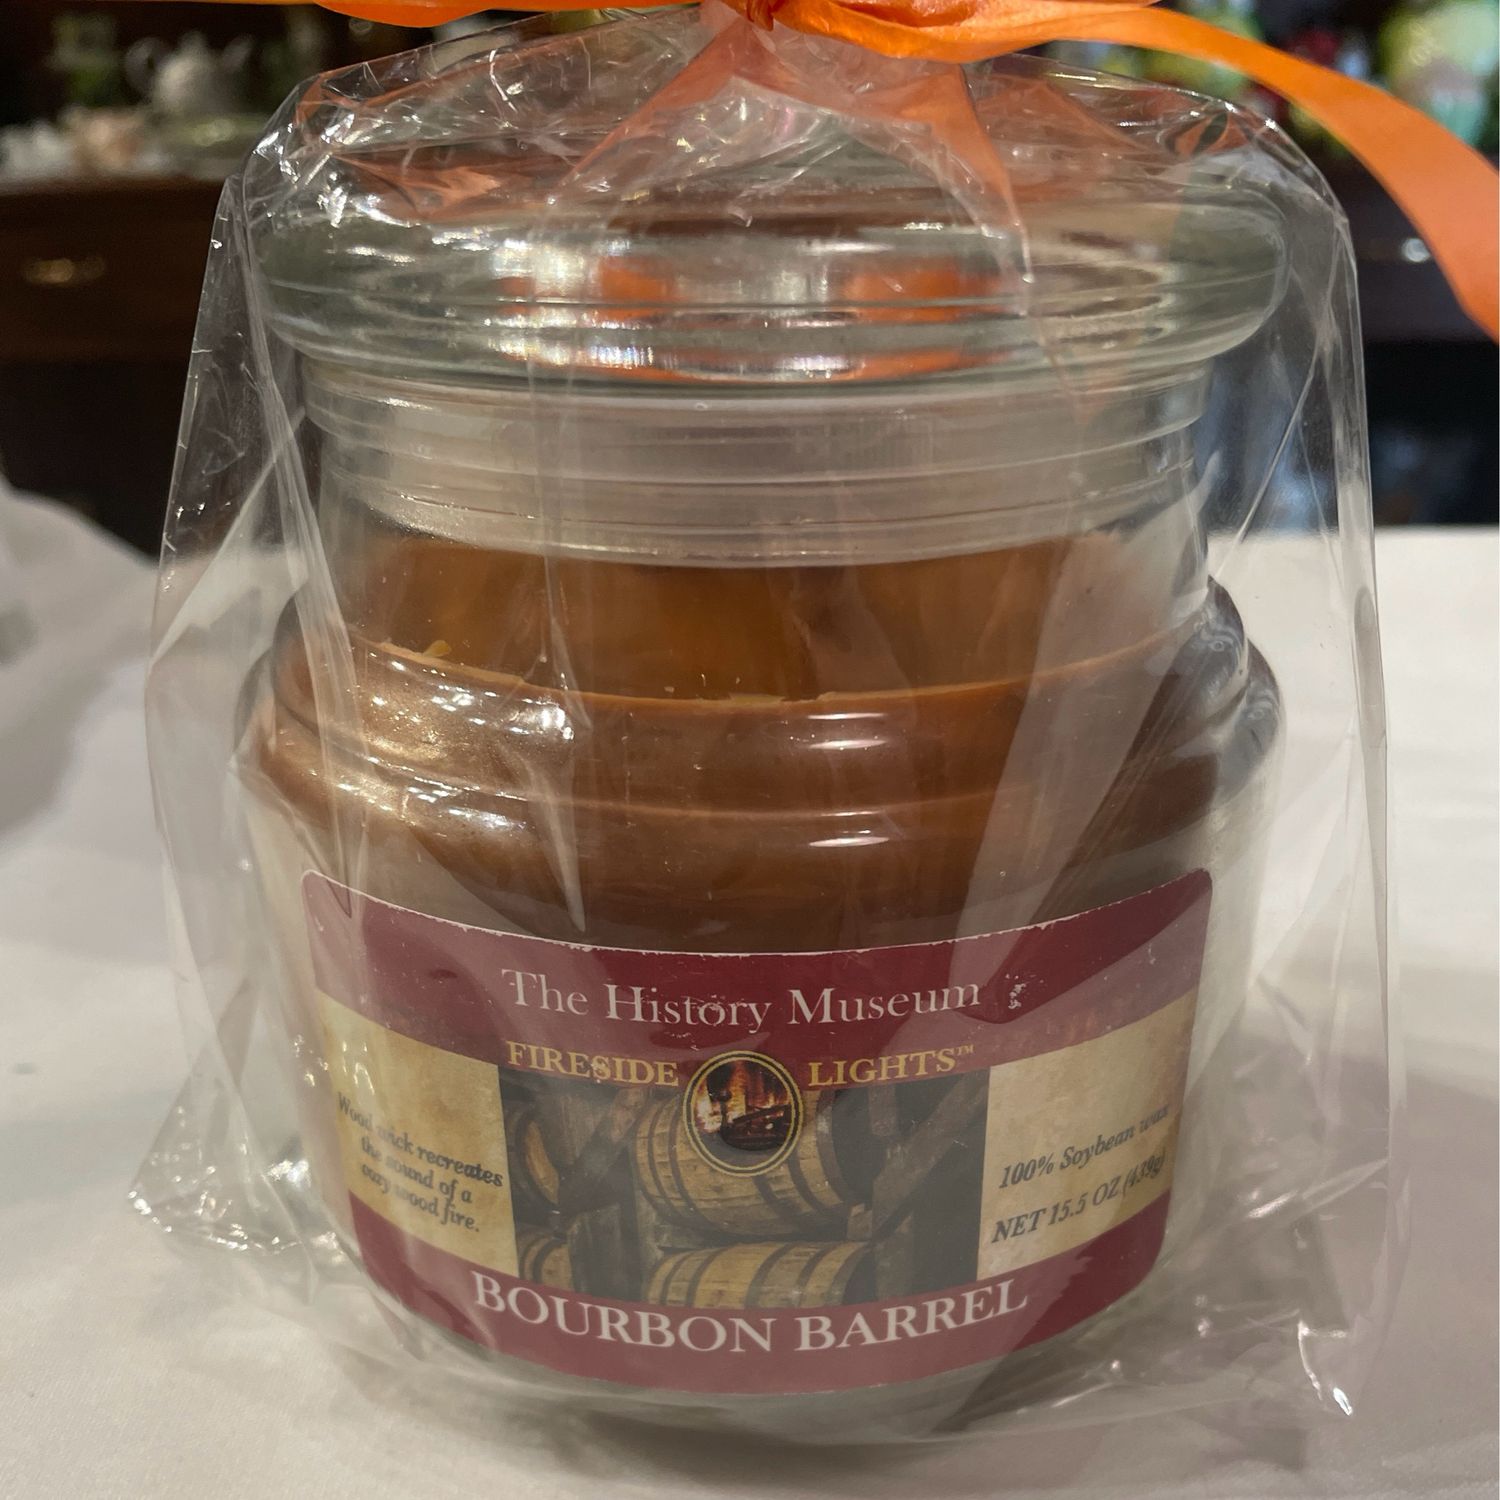 The History Museum
FIRESIDE LIGHTS™
Wood wick recreates
the sound of a
cozy wood fire.
100% Soybean wax
NET 15.5 OZ (439g)
BOURBON BARREL